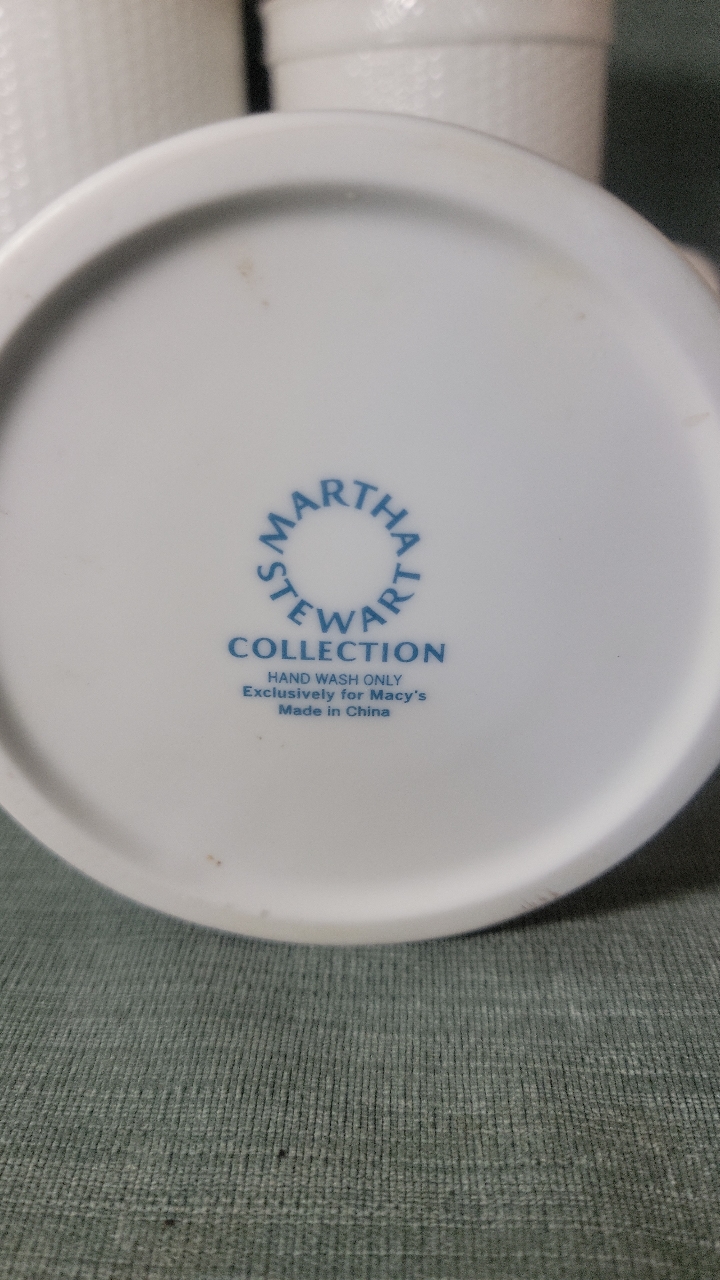 MARTHA
STEWART
COLLECTION
HAND WASH ONLY
Exclusively for Macy's
Made in China